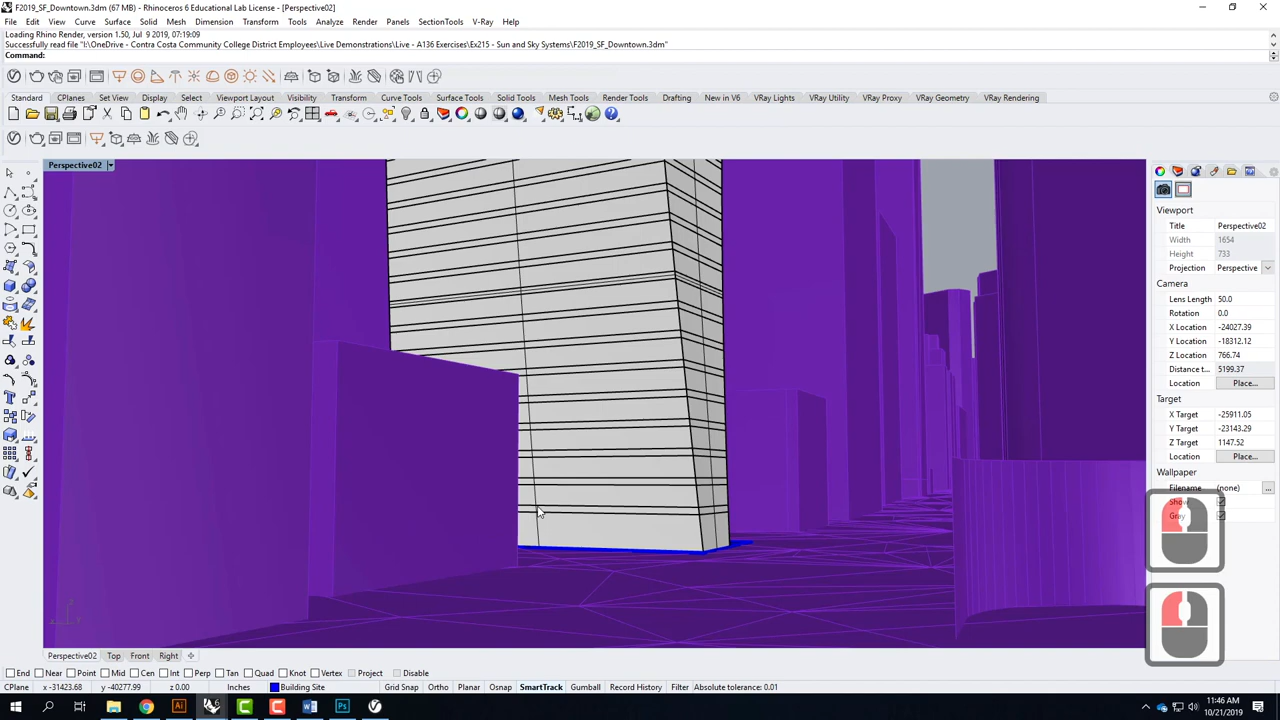 F2019_SF_Downtown.3dm (67 MB) - Rhinoceros 6 Educational Lab License - [Perspective02]
File Edit View Curve Surface Solid Mesh Dimension Transform Tools Analyze Render Panels SectionTools V-Ray Help
Loading Rhino Render, version 1.50, Jul 9 2019, 07:19:09
Successfully read file "I:\OneDrive - Contra Costa Community College District Employees\Live Demonstrations\Live - A136 Exercises\Ex215 - Sun and Sky Systems\F2019_SF_Downtown.3dm"
Command:
Standard CPlanes Set View Display Select Viewport Layout Visibility Transform Curve Tools Surface Tools Solid Tools Mesh Tools Render Tools Drafting New in V6 VRay Lights VRay Utility VRay Proxy VRay Geometry VRay Rendering
Perspective02
Viewport
Title Perspective02
Width 1654
Height 733
Projection Perspective
Camera
Lens Length 50.0
Rotation 0.0
X Location -24027.39
Y Location -18312.12
Z Location 766.74
Distance t... 5199.37
Location Place...
Target
X Target -25911.05
Y Target -23143.29
Z Target 1147.52
Location Place...
Wallpaper
Filename (none) ...
Show
Gray
Perspective02 Top Front Right
End Near Point Mid Cen Int Perp Tan Quad Knot Vertex Project Disable
CPlane x -31423.68 y -40277.99 z 0.00 Inches Building Site Grid Snap Ortho Planar Osnap SmartTrack Gumball Record History Filter Absolute tolerance: 0.01
11:46 AM
10/21/2019